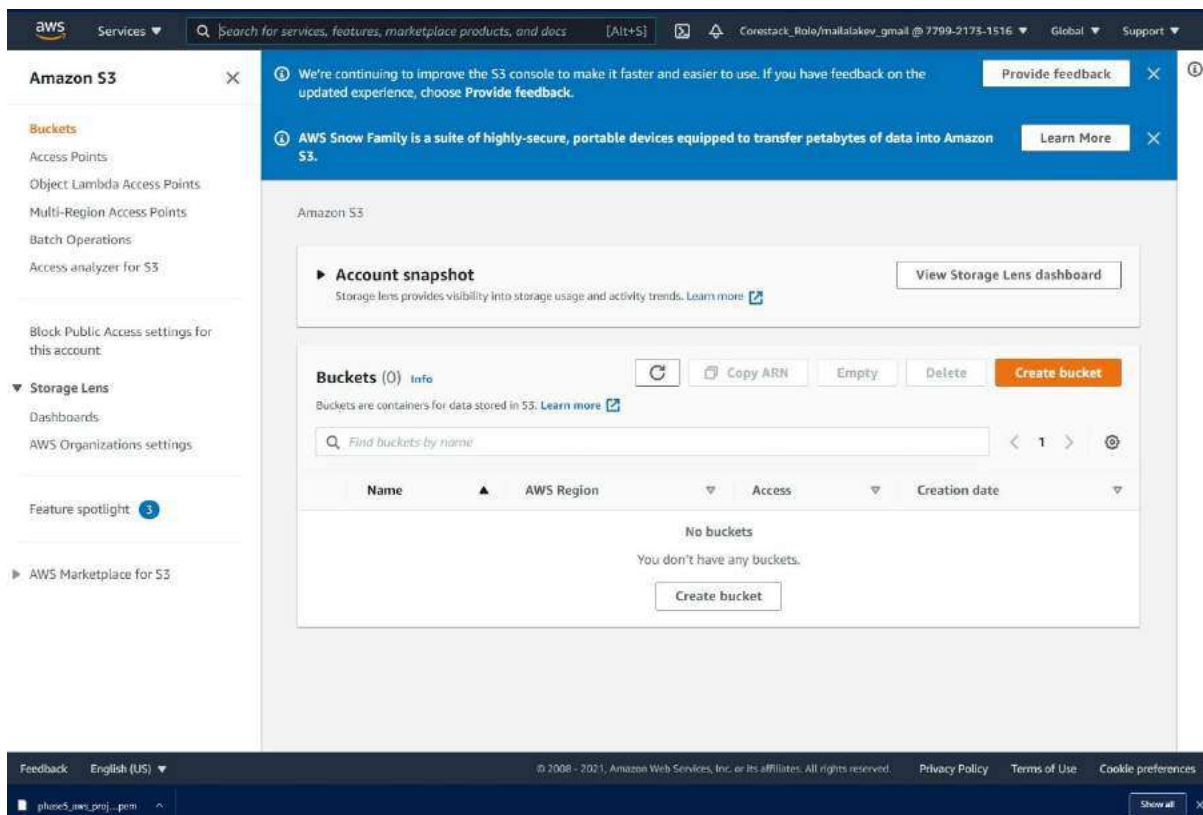 aws
Services ▼
Search for services, features, marketplace products, and docs [Alt+S]
Corestack_Role/mailalakev_gmail @ 7799-2173-1516 ▼
Global ▼
Support ▼
Amazon S3
Buckets
Access Points
Object Lambda Access Points
Multi-Region Access Points
Batch Operations
Access analyzer for S3
Block Public Access settings for
this account
Storage Lens
Dashboards
AWS Organizations settings
Feature spotlight 3
AWS Marketplace for S3
We're continuing to improve the S3 console to make it faster and easier to use. If you have feedback on the
updated experience, choose Provide feedback.
Provide feedback
AWS Snow Family is a suite of highly-secure, portable devices equipped to transfer petabytes of data into Amazon
S3.
Learn More
Amazon S3
Account snapshot
Storage lens provides visibility into storage usage and activity trends. Learn more
View Storage Lens dashboard
Buckets (0) Info
Copy ARN
Empty
Delete
Create bucket
Buckets are containers for data stored in S3. Learn more
Find buckets by name
1
Name
AWS Region
Access
Creation date
No buckets
You don't have any buckets.
Create bucket
Feedback
English (US) ▼
© 2008 - 2021, Amazon Web Services, Inc. or its affiliates. All rights reserved.
Privacy Policy
Terms of Use
Cookie preferences
phase5_aws_proj....pem
Show all